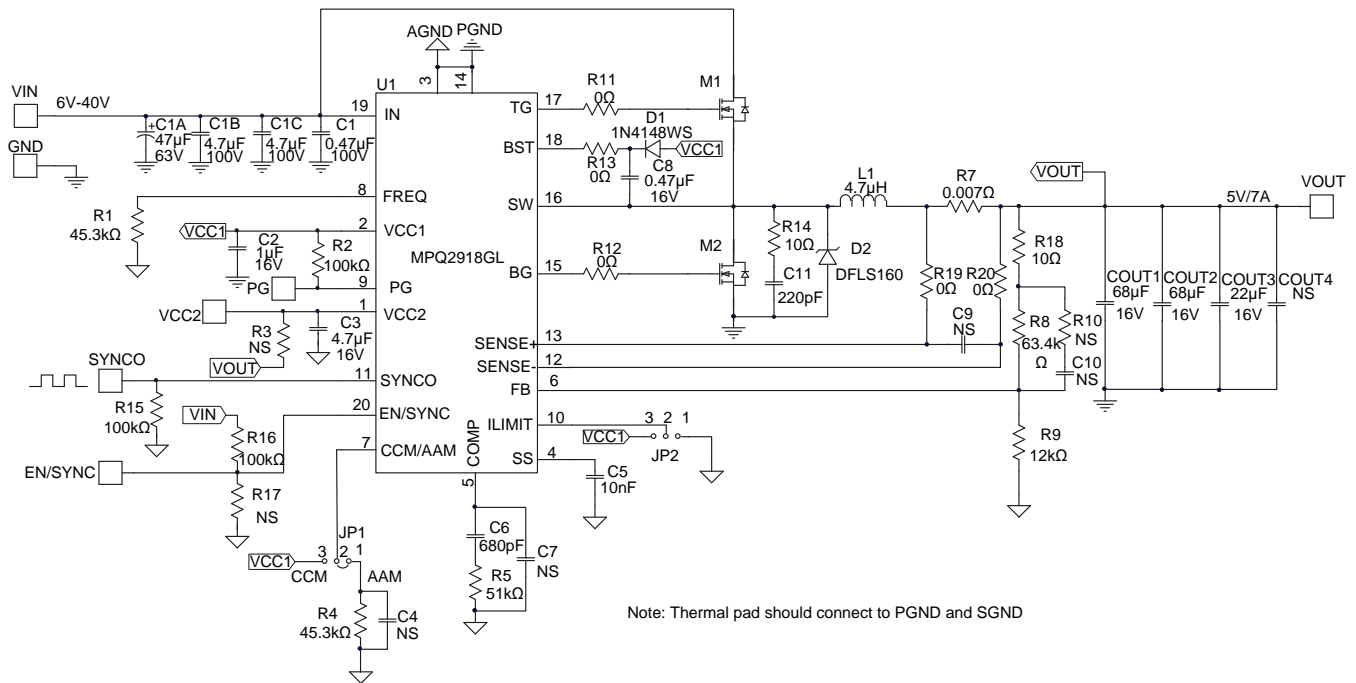 AGND PGND
VIN
6V-40V
GND
C1A
47µF
63V
C1B
4.7µF
100V
C1C
4.7µF
100V
C1
0.47µF
100V
U1
MPQ2918GL
3
14
19
IN
8
FREQ
2
VCC1
9
PG
1
VCC2
11
SYNCO
20
EN/SYNC
7
CCM/AAM
COMP
5
TG
17
BST
18
SW
16
BG
15
SENSE+
13
SENSE-
12
FB
6
ILIMIT
10
SS
4
R1
45.3kΩ
VCC1
C2
1µF
16V
R2
100kΩ
PG
VCC2
R3
NS
VOUT
C3
4.7µF
16V
SYNCO
R15
100kΩ
VIN
R16
100kΩ
EN/SYNC
R17
NS
JP1
VCC1
3 2 1
CCM
AAM
R4
45.3kΩ
C4
NS
C6
680pF
R5
51kΩ
C7
NS
R11
0Ω
M1
D1
1N4148WS
VCC1
R13
0Ω
C8
0.47µF
16V
R12
0Ω
M2
R14
10Ω
C11
220pF
D2
DFLS160
L1
4.7µH
R7
0.007Ω
R19
0Ω
R20
0Ω
C9
NS
VOUT
5V/7A
VOUT
R18
10Ω
R8
63.4k
Ω
R10
NS
C10
NS
R9
12kΩ
COUT1
68µF
16V
COUT2
68µF
16V
COUT3
22µF
16V
COUT4
NS
VCC1
3 2 1
JP2
C5
10nF
Note: Thermal pad should connect to PGND and SGND